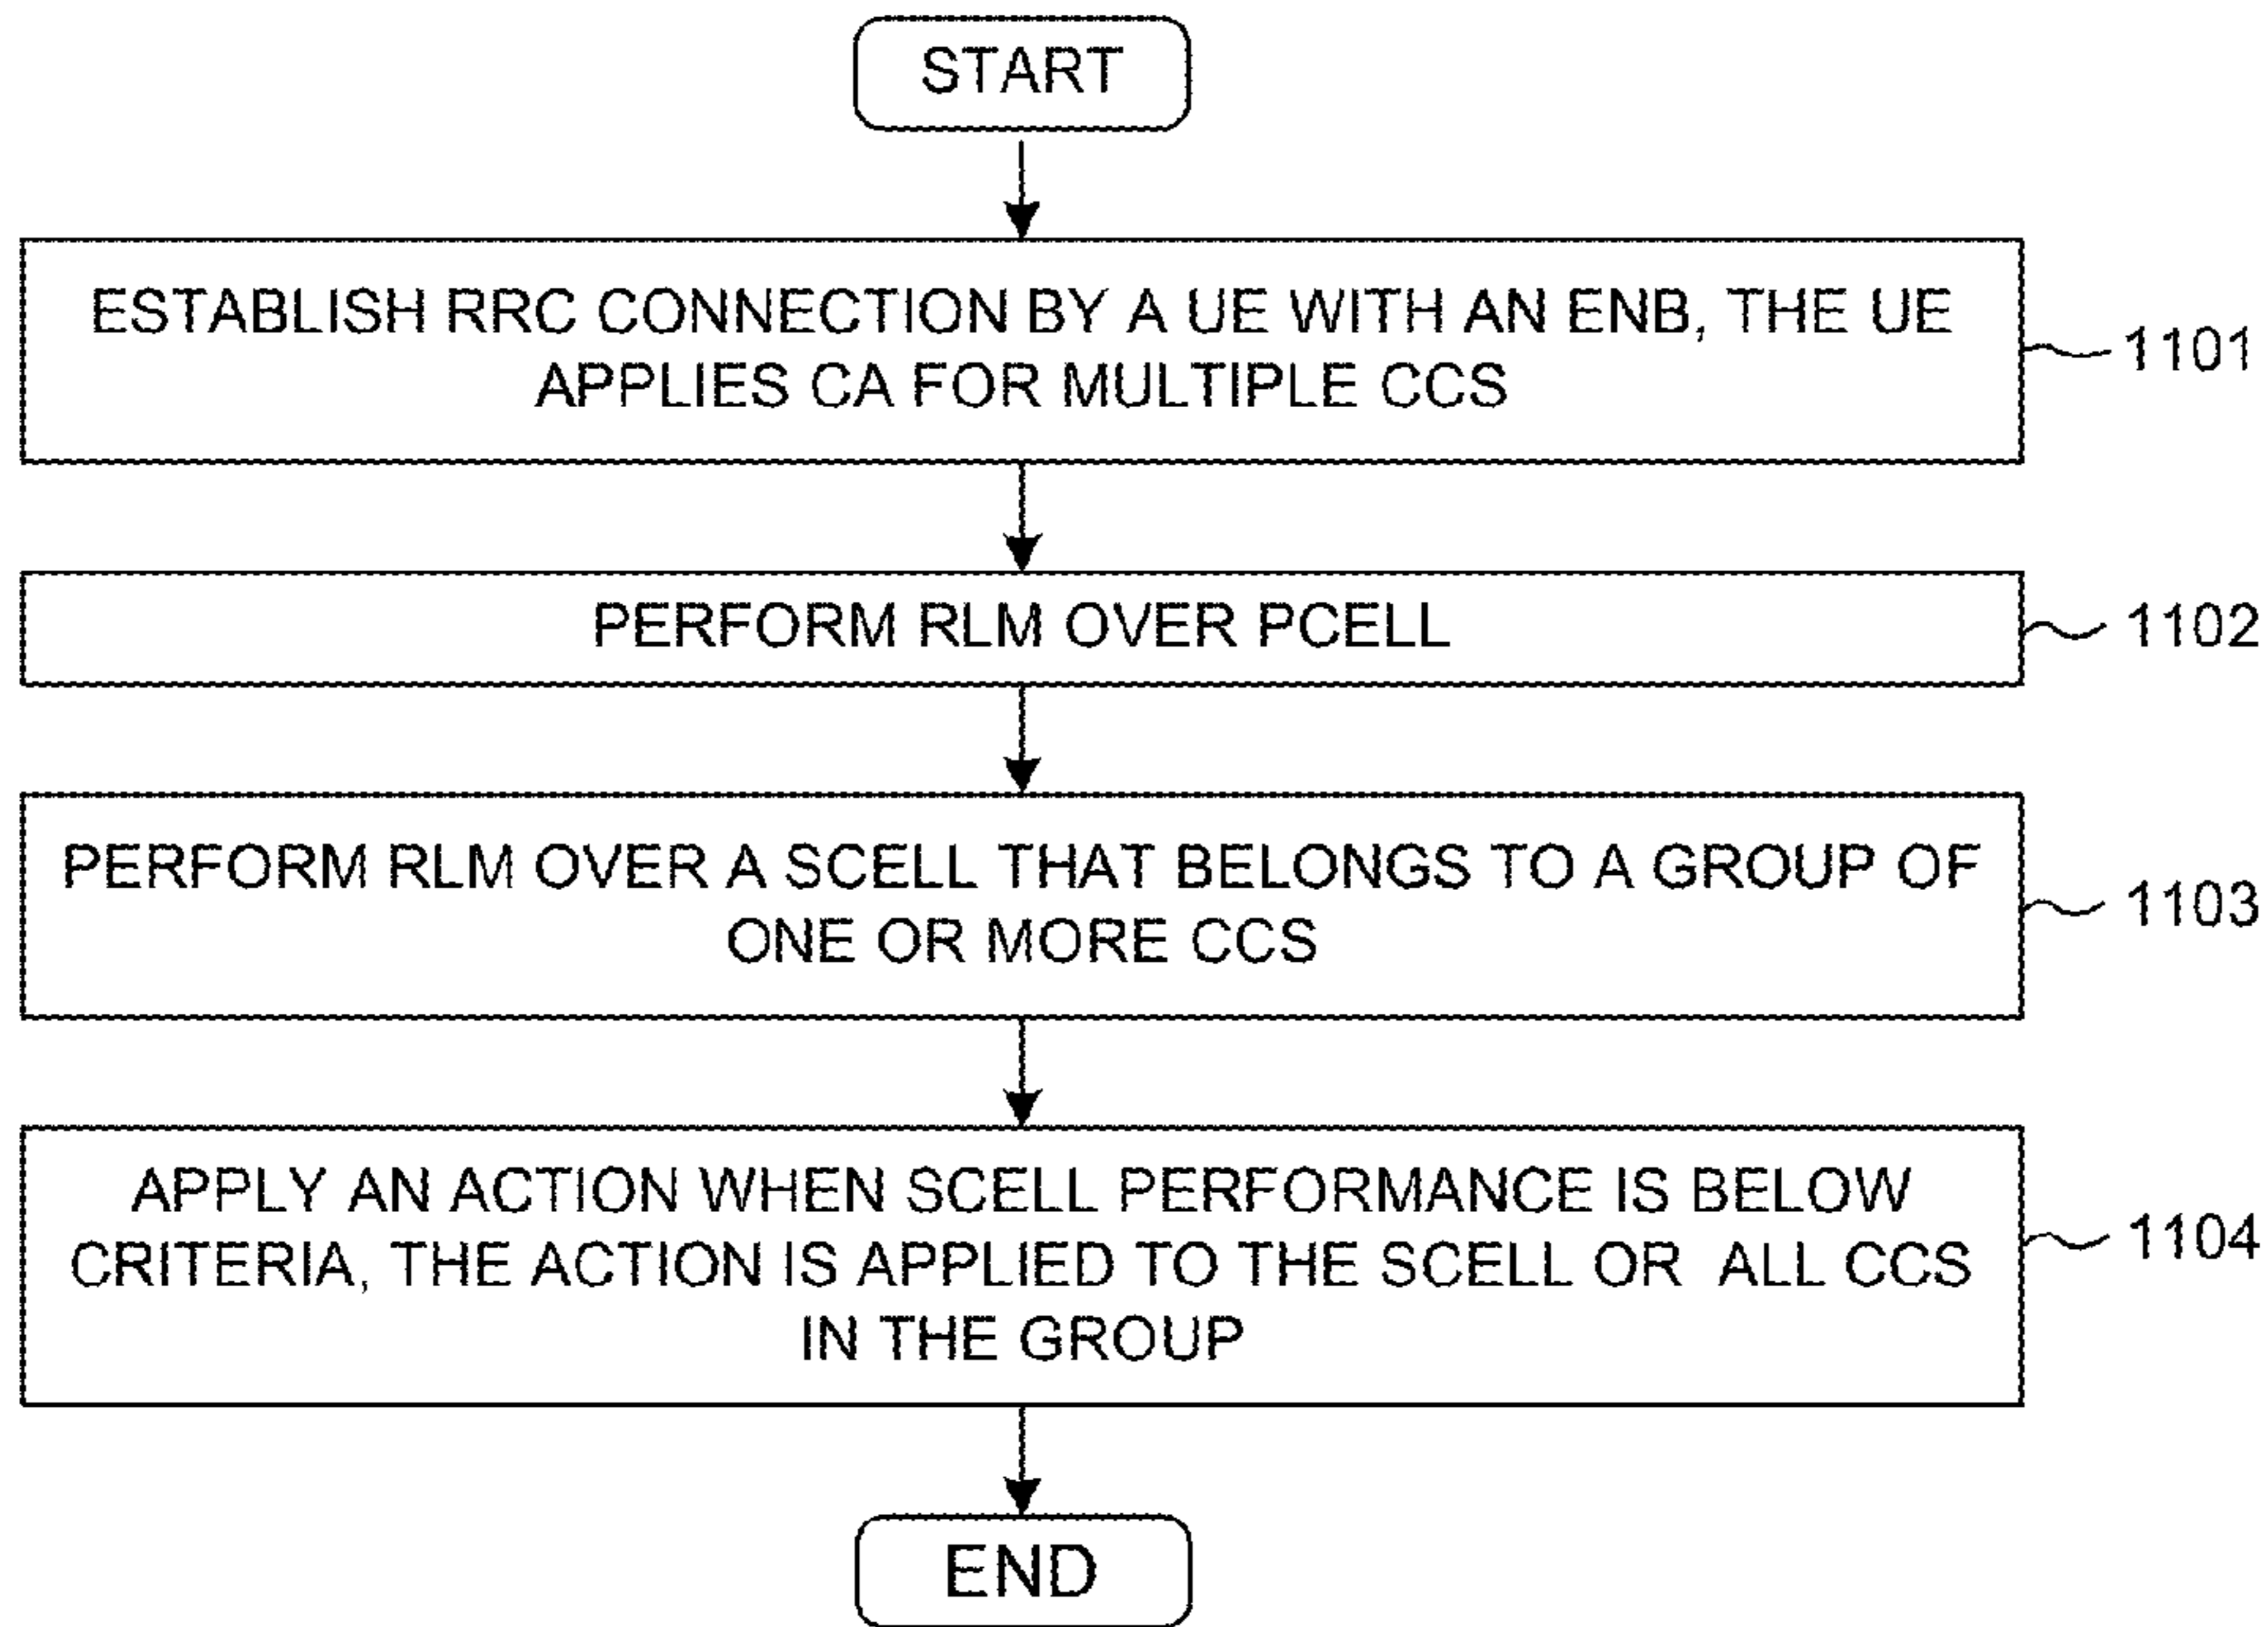 START
ESTABLISH RRC CONNECTION BY A UE WITH AN ENB, THE UE
APPLIES CA FOR MULTIPLE CCS
1101
PERFORM RLM OVER PCELL
1102
PERFORM RLM OVER A SCELL THAT BELONGS TO A GROUP OF
ONE OR MORE CCS
1103
APPLY AN ACTION WHEN SCELL PERFORMANCE IS BELOW
CRITERIA, THE ACTION IS APPLIED TO THE SCELL OR ALL CCS
IN THE GROUP
1104
END